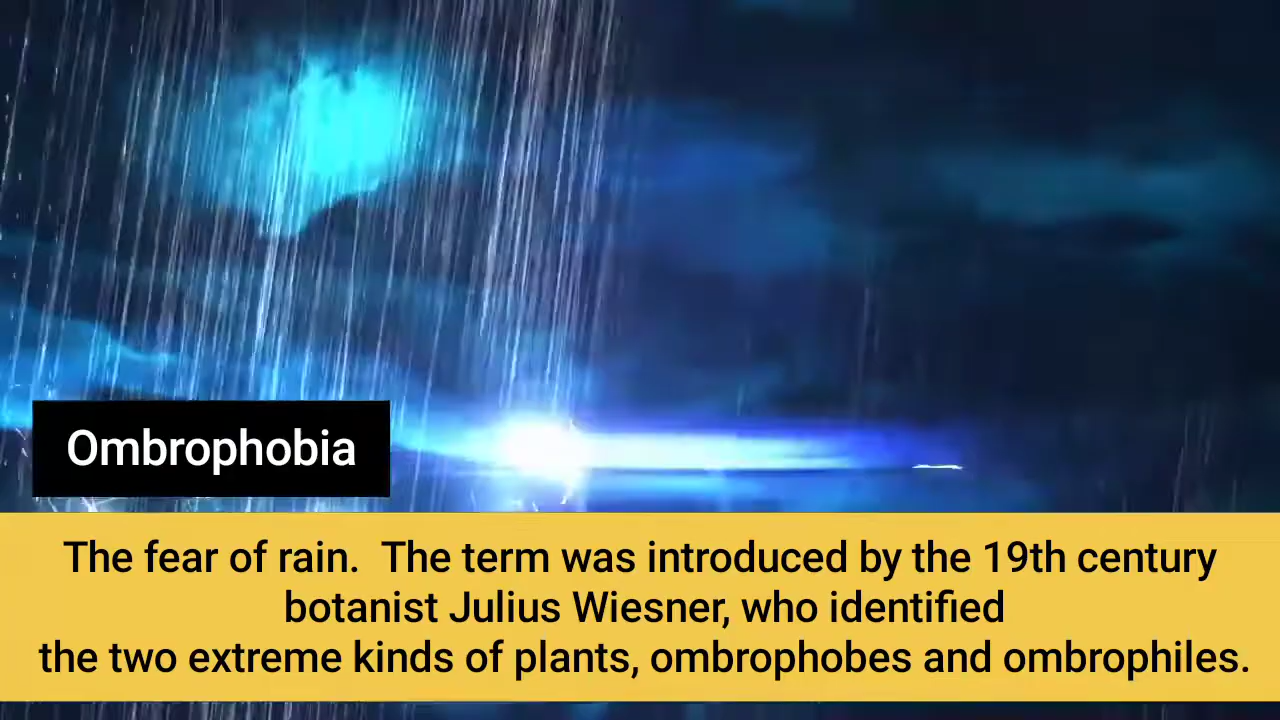 Ombrophobia
The fear of rain.  The term was introduced by the 19th century
botanist Julius Wiesner, who identified
the two extreme kinds of plants, ombrophobes and ombrophiles.